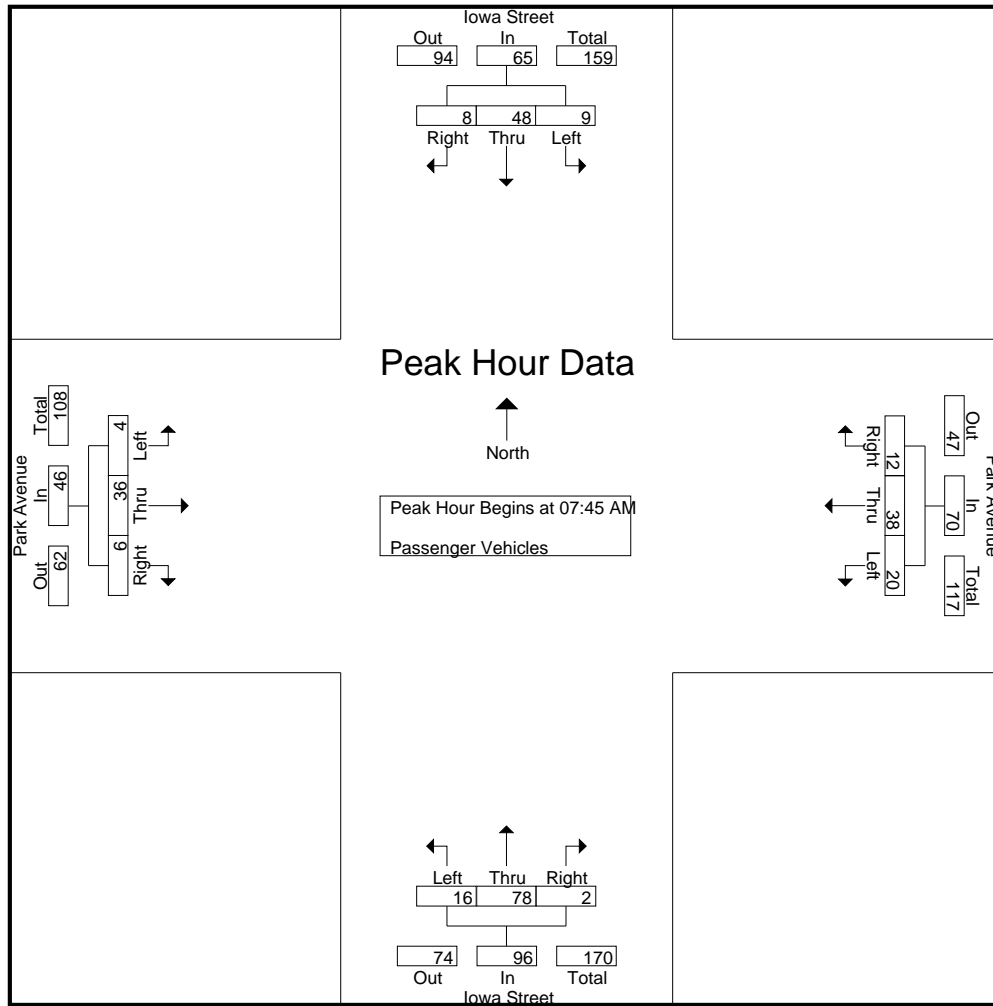 Iowa Street
Out In Total
94 65 159
8 48 9
Right Thru Left
Peak Hour Data
North
Peak Hour Begins at 07:45 AM
Passenger Vehicles
Park Avenue
Out In Total
62 46 108
4 36 6
Left Thru Right
Park Avenue
Out In Total
47 70 117
12 38 20
Right Thru Left
Left Thru Right
16 78 2
74 96 170
Out In Total
Iowa Street